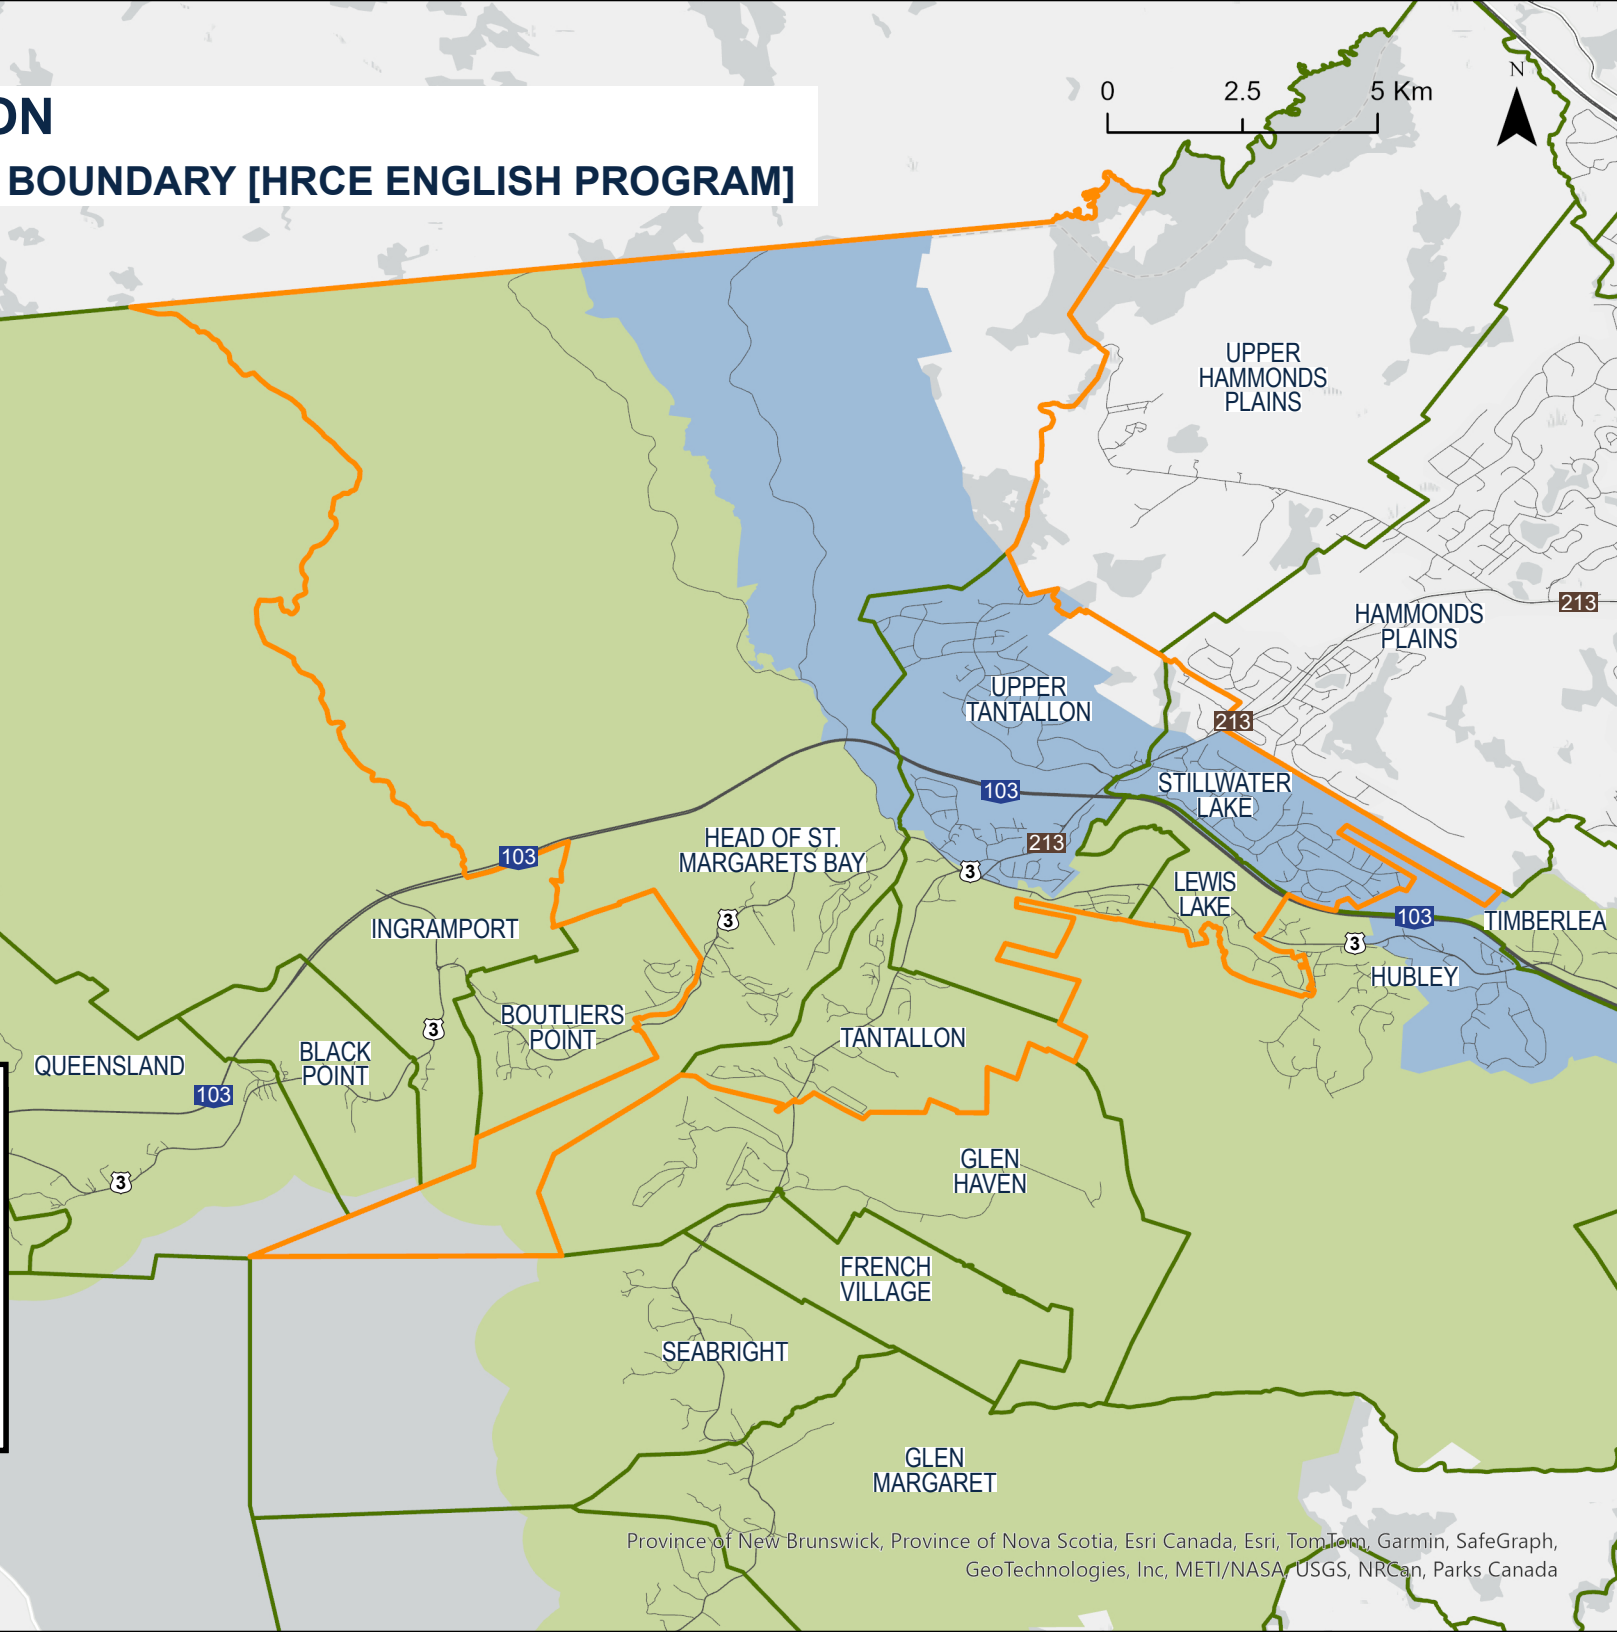 ON
BOUNDARY [HRCE ENGLISH PROGRAM]
0 2.5 5 Km
N
UPPER
HAMMONDS
PLAINS
213
HAMMONDS
PLAINS
UPPER
TANTALLON
213
STILLWATER
LAKE
103
213
HEAD OF ST.
MARGARETS BAY
103
3
LEWIS
LAKE
3
INGRAMPORT
103
TIMBERLEA
3
HUBLEY
BOUTLIERS
POINT
3
TANTALLON
BLACK
POINT
QUEENSLAND
103
3
GLEN
HAVEN
FRENCH
VILLAGE
SEABRIGHT
GLEN
MARGARET
Province of New Brunswick, Province of Nova Scotia, Esri Canada, Esri, TomTom, Garmin, SafeGraph,
GeoTechnologies, Inc, METI/NASA, USGS, NRCan, Parks Canada